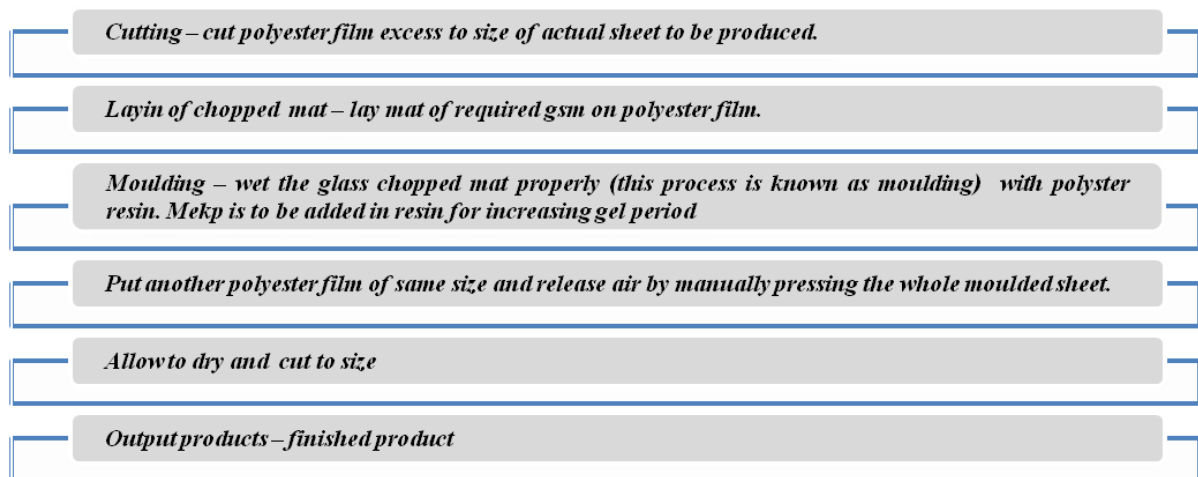 Cutting – cut polyester film excess to size of actual sheet to be produced.
Layin of chopped mat – lay mat of required gsm on polyester film.
Moulding – wet the glass chopped mat properly (this process is known as moulding) with polyster
resin. Mekp is to be added in resin for increasing gel period
Put another polyester film of same size and release air by manually pressing the whole moulded sheet.
Allow to dry and cut to size
Output products – finished product